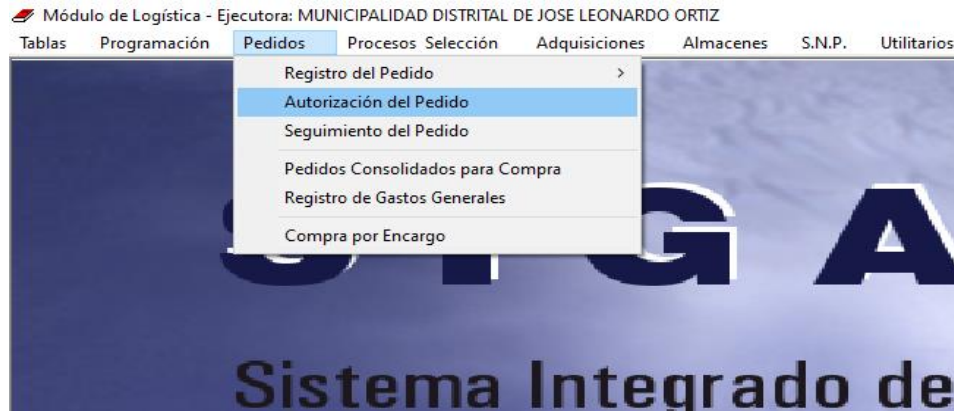 Módulo de Logística - Ejecutora: MUNICIPALIDAD DISTRITAL DE JOSE LEONARDO ORTIZ
Tablas Programación Pedidos Procesos Selección Adquisiciones Almacenes S.N.P. Utilitarios
Registro del Pedido >
Autorización del Pedido
Seguimiento del Pedido
Pedidos Consolidados para Compra
Registro de Gastos Generales
Compra por Encargo
SIGA
Sistema Integrado de